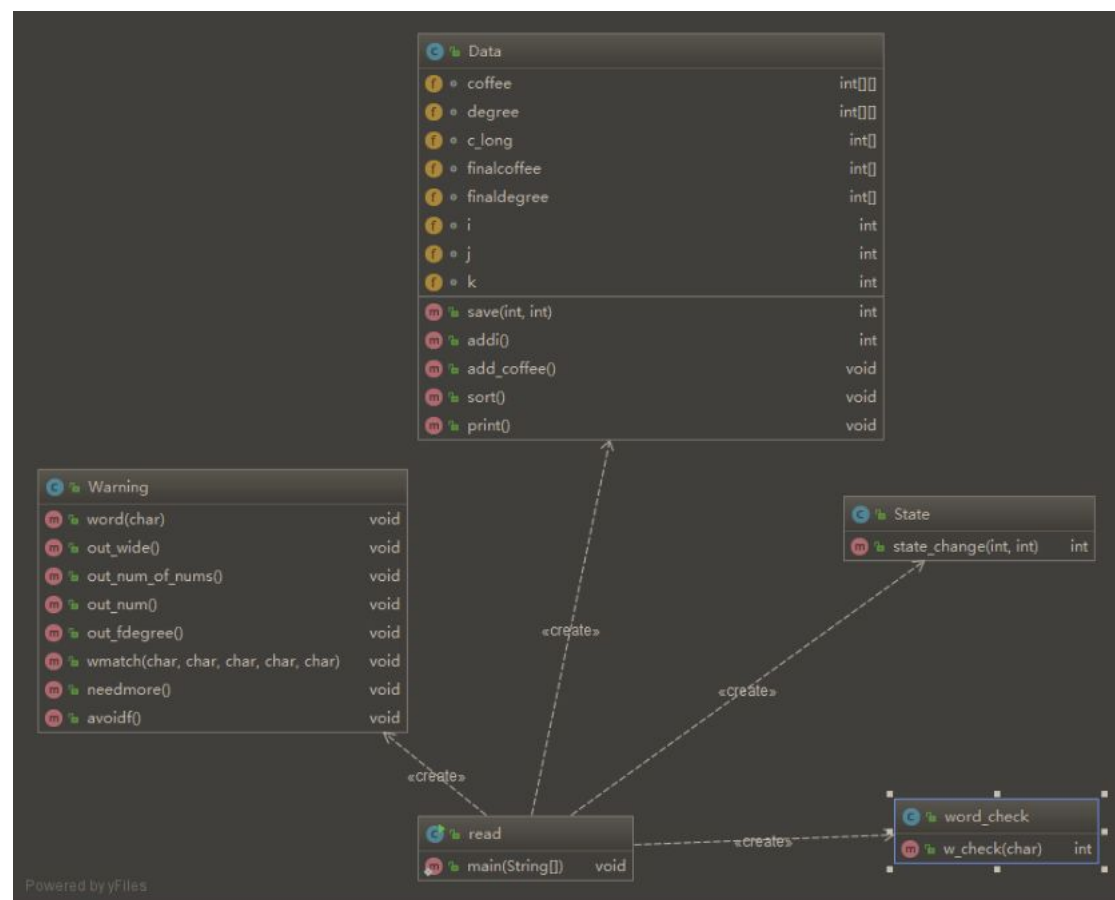 Data
coffee int[][]
degree int[][]
c_long int[]
finalcoffee int[]
finaldegree int[]
i int
j int
k int
save(int, int) int
addi() int
add_coffee() void
sort() void
print() void
Warning
word(char) void
out_wide() void
out_num_of_nums() void
out_num() void
out_fdegree() void
wmatch(char, char, char, char, char) void
needmore() void
avoidf() void
State
state_change(int, int) int
«create»
«create»
«create»
«create»
read
main(String[]) void
word_check
w_check(char) int
Powered by yFiles